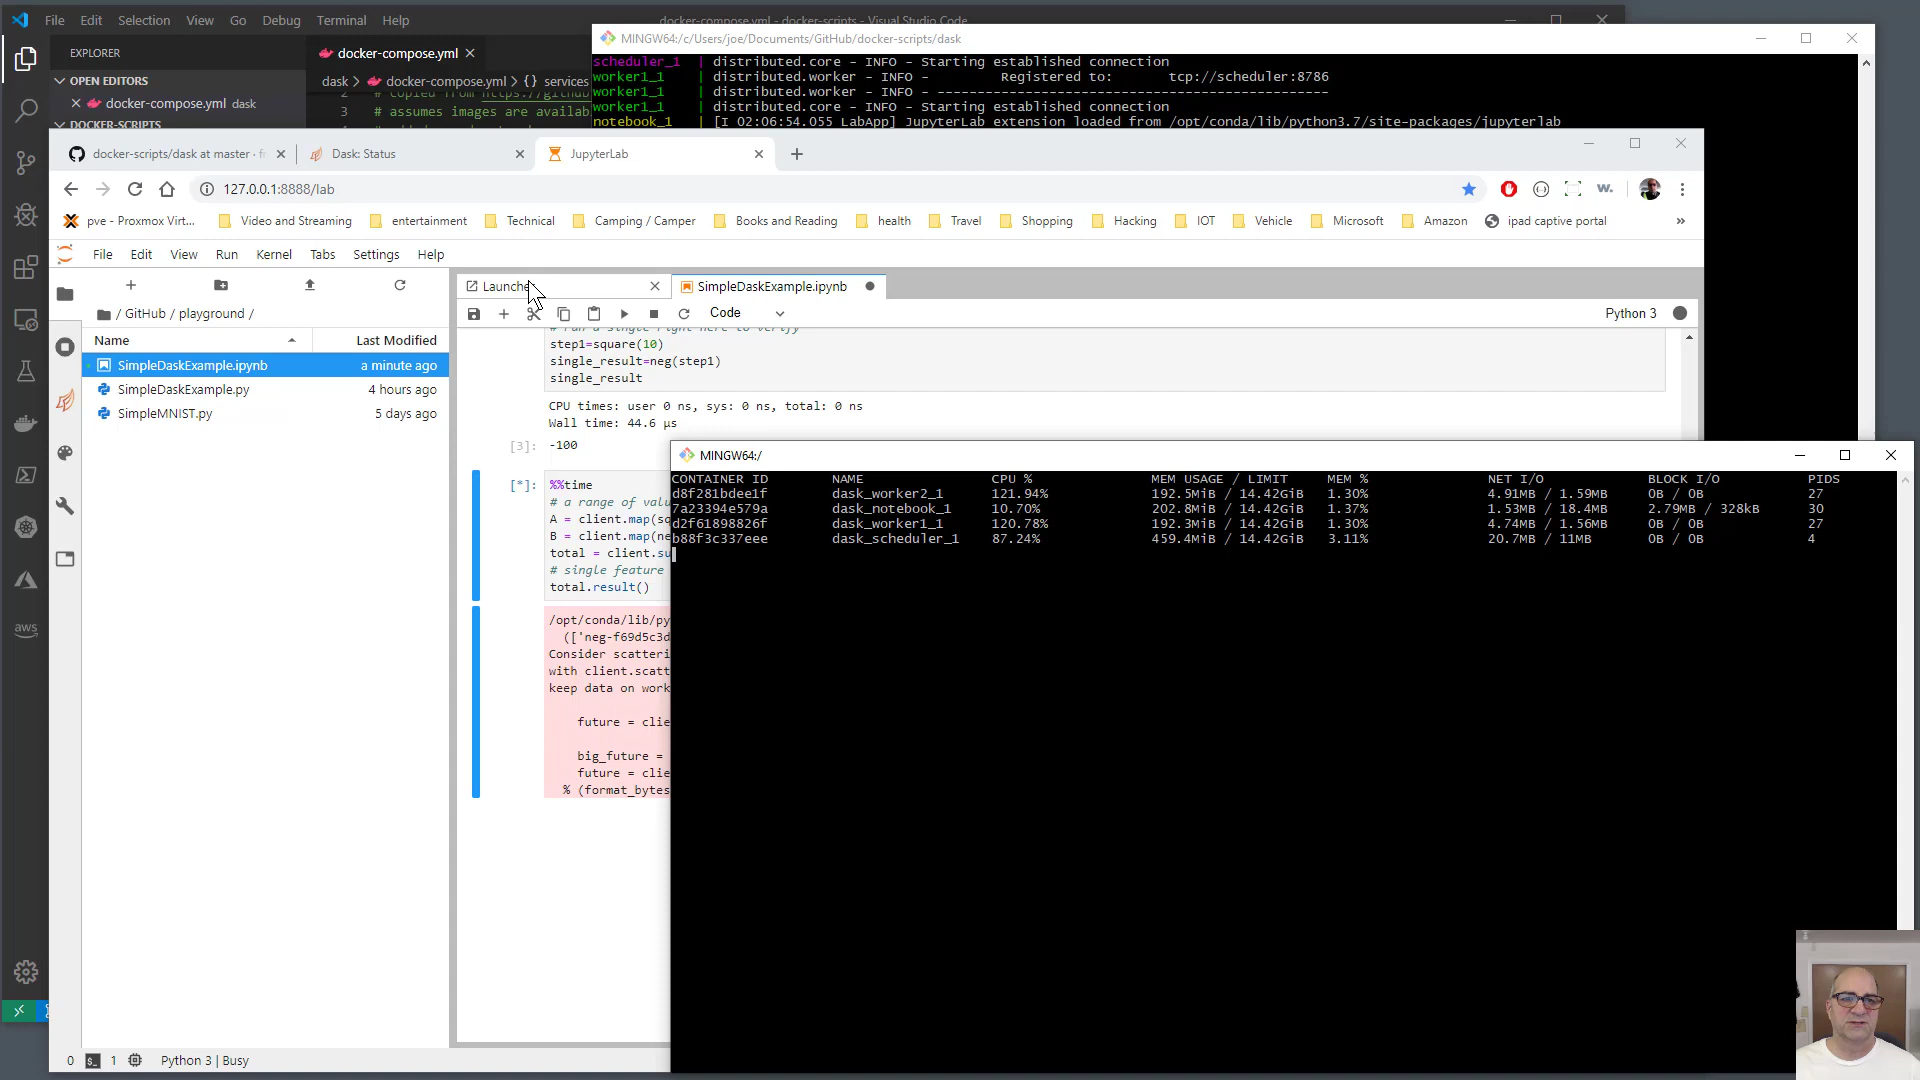 File Edit Selection View Go Debug Terminal Help
docker-compose.yml - docker-scripts - Visual Studio Code
EXPLORER
OPEN EDITORS
docker-compose.yml dask
DOCKER-SCRIPTS
docker-compose.yml
dask > docker-compose.yml > {} services
# copied from https://github
3 # assumes images are availab
MINGW64:/c/Users/joe/Documents/GitHub/docker-scripts/dask
scheduler_1 | distributed.core - INFO - Starting established connection
worker1_1 | distributed.worker - INFO - Registered to: tcp://scheduler:8786
worker1_1 | distributed.worker - INFO - -------------------------------------------------
worker1_1 | distributed.core - INFO - Starting established connection
notebook_1 | [I 02:06:54.055 LabApp] JupyterLab extension loaded from /opt/conda/lib/python3.7/site-packages/jupyterlab
docker-scripts/dask at master · f
Dask: Status
JupyterLab
127.0.0.1:8888/lab
pve - Proxmox Virt... Video and Streaming entertainment Technical Camping / Camper Books and Reading health Travel Shopping Hacking IOT Vehicle Microsoft Amazon ipad captive portal »
File Edit View Run Kernel Tabs Settings Help
/ GitHub / playground /
Name Last Modified
SimpleDaskExample.ipynb a minute ago
SimpleDaskExample.py 4 hours ago
SimpleMNIST.py 5 days ago
aws
Launche
SimpleDaskExample.ipynb
Code
Python 3
# run a single right here to verify
step1=square(10)
single_result=neg(step1)
single_result
CPU times: user 0 ns, sys: 0 ns, total: 0 ns
Wall time: 44.6 µs
[3]: -100
[*]: %%time
# a range of valu
A = client.map(sq
B = client.map(ne
total = client.su
# single feature
total.result()
/opt/conda/lib/py
(['neg-f69d5c3d
Consider scatteri
with client.scatt
keep data on work
future = clie
big_future =
future = clie
% (format_bytes
MINGW64:/
CONTAINER ID NAME CPU % MEM USAGE / LIMIT MEM % NET I/O BLOCK I/O PIDS
d8f281bdee1f dask_worker2_1 121.94% 192.5MiB / 14.42GiB 1.30% 4.91MB / 1.59MB 0B / 0B 27
7a23394e579a dask_notebook_1 10.70% 202.8MiB / 14.42GiB 1.37% 1.53MB / 18.4MB 2.79MB / 328kB 30
d2f61898826f dask_worker1_1 120.78% 192.3MiB / 14.42GiB 1.30% 4.74MB / 1.56MB 0B / 0B 27
b88f3c337eee dask_scheduler_1 87.24% 459.4MiB / 14.42GiB 3.11% 20.7MB / 11MB 0B / 0B 4
0 1 Python 3 | Busy